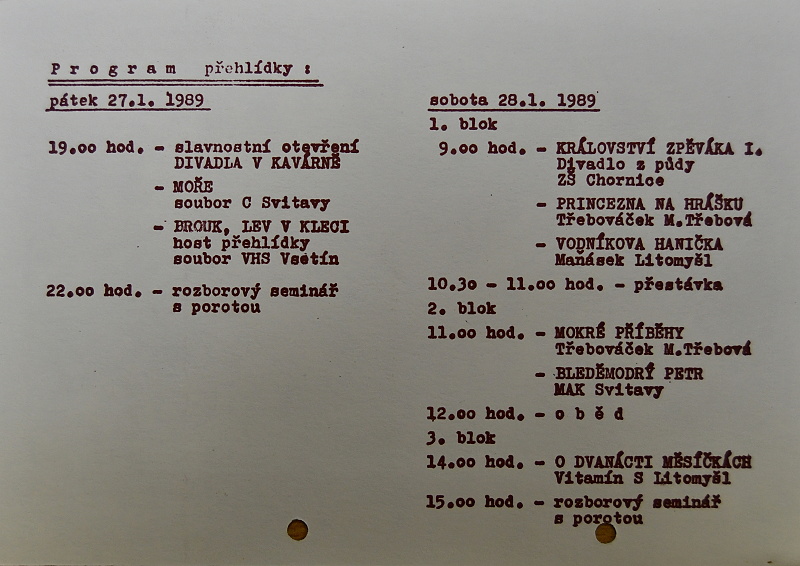 Program přehlídky :
pátek 27.1. 1989
19.oo hod. – slavnostní otevření
DIVADLA V KAVÁRNĚ
– MOŘE
soubor C Svitavy
– BROUK, LEV V KLECI
host přehlídky
soubor VHS Vsetín
22.oo hod. – rozborový seminář
s porotou
sobota 28.1. 1989
1. blok
9.oo hod. – KRÁLOVSTVÍ ZPĚVÁKA I.
Divadlo z půdy
ZŠ Chornice
– PRINCEZNA NA HRÁŠKU
Třebováček M.Třebová
– VODNÍKOVA HANIČKA
Maňásek Litomyšl
10.3o – 11.oo hod. – přestávka
2. blok
11.oo hod. – MOKRÉ PŘÍBĚHY
Třebováček M.Třebová
– BLEDĚMODRÝ PETR
MAK Svitavy
12.oo hod. – o b ě d
3. blok
14.oo hod. – O DVANÁCTI MĚSÍČKÁCH
Vitamín S Litomyšl
15.oo hod. – rozborový seminář
s porotou